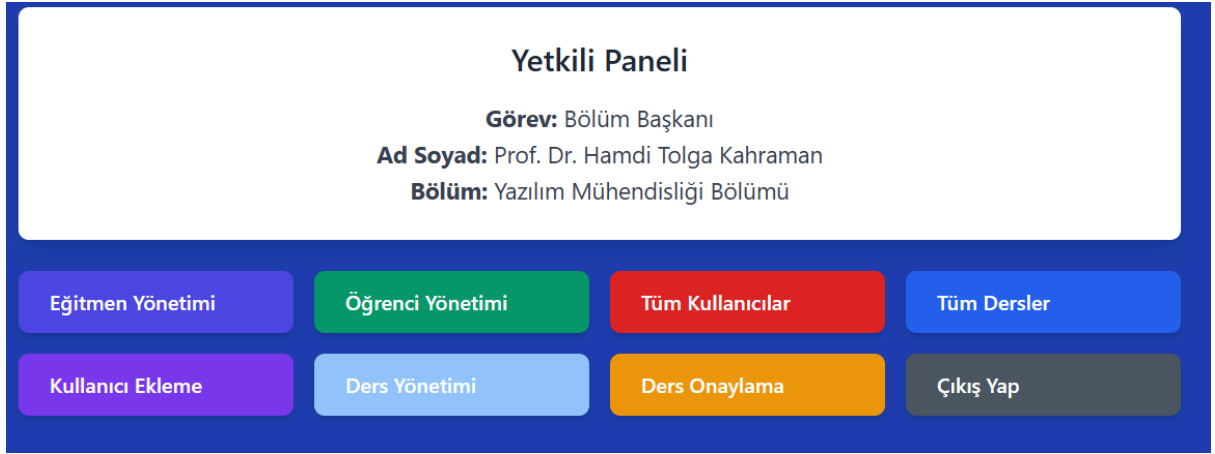 Yetkili Paneli
Görev: Bölüm Başkanı
Ad Soyad: Prof. Dr. Hamdi Tolga Kahraman
Bölüm: Yazılım Mühendisliği Bölümü
Eğitmen Yönetimi
Öğrenci Yönetimi
Tüm Kullanıcılar
Tüm Dersler
Kullanıcı Ekleme
Ders Yönetimi
Ders Onaylama
Çıkış Yap